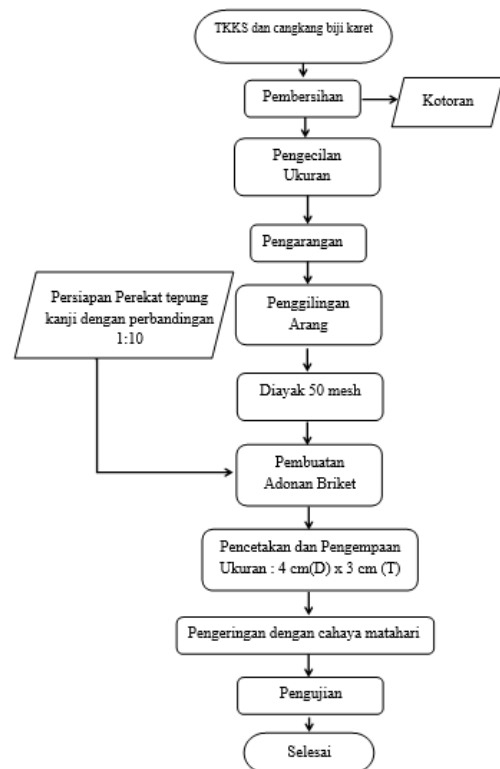 TKKS dan cangkang biji karet
Pembersihan
Kotoran
Pengecilan
Ukuran
Pengarangan
Persiapan Perekat tepung
kanji dengan perbandingan
1:10
Penggilingan
Arang
Diayak 50 mesh
Pembuatan
Adonan Briket
Pencetakan dan Pengempaan
Ukuran : 4 cm(D) x 3 cm (T)
Pengeringan dengan cahaya matahari
Pengujian
Selesai